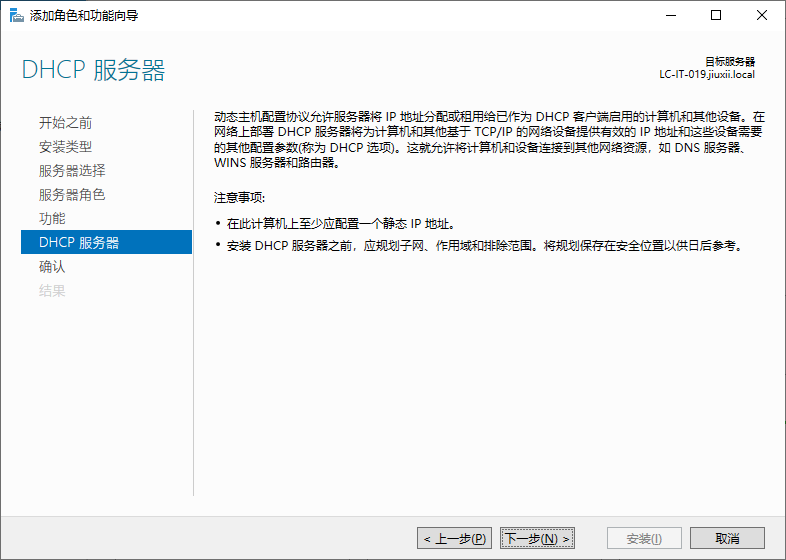 添加角色和功能向导
DHCP 服务器
目标服务器
LC-IT-019.jiuxii.local
开始之前
安装类型
服务器选择
服务器角色
功能
DHCP 服务器
确认
结果
动态主机配置协议允许服务器将 IP 地址分配或租用给已作为 DHCP 客户端启用的计算机和其他设备。在
网络上部署 DHCP 服务器将为计算机和其他基于 TCP/IP 的网络设备提供有效的 IP 地址和这些设备需要
的其他配置参数(称为 DHCP 选项)。这就允许将计算机和设备连接到其他网络资源，如 DNS 服务器、
WINS 服务器和路由器。
注意事项:
• 在此计算机上至少应配置一个静态 IP 地址。
• 安装 DHCP 服务器之前，应规划子网、作用域和排除范围。将规划保存在安全位置以供日后参考。
< 上一步(P)
下一步(N) >
安装(I)
取消